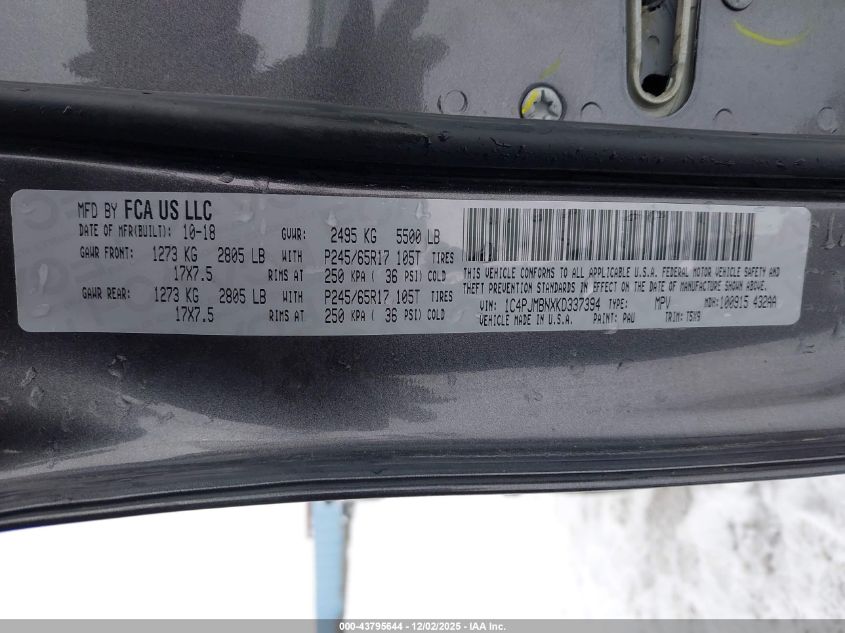 MFD BY FCA US LLC
DATE OF MFR(BUILT): 10-18 GVWR: 2495 KG 5500 LB
GAWR FRONT: 1273 KG 2805 LB WITH P245/65R17 105T TIRES
17X7.5 RIMS AT 250 KPA ( 36 PSI) COLD
GAWR REAR: 1273 KG 2805 LB WITH P245/65R17 105T TIRES
17X7.5 RIMS AT 250 KPA ( 36 PSI) COLD
THIS VEHICLE CONFORMS TO ALL APPLICABLE U.S.A. FEDERAL MOTOR VEHICLE SAFETY AND
THEFT PREVENTION STANDARDS IN EFFECT ON THE DATE OF MANUFACTURE SHOWN ABOVE.
VIN: 1C4PJMBNXKD337394 TYPE: MPV MDH: 100915 432AA
VEHICLE MADE IN U.S.A. PAINT: PAU TRIM: T5X9
000-43795644 - 12/02/2025 - IAA Inc.